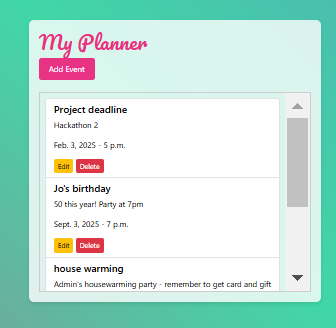 My Planner
Add Event
Project deadline
Hackathon 2
Feb. 3, 2025 - 5 p.m.
Edit Delete
Jo's birthday
50 this year! Party at 7pm
Sept. 3, 2025 - 7 p.m.
Edit Delete
house warming
Admin's housewarming party - remember to get card and gift